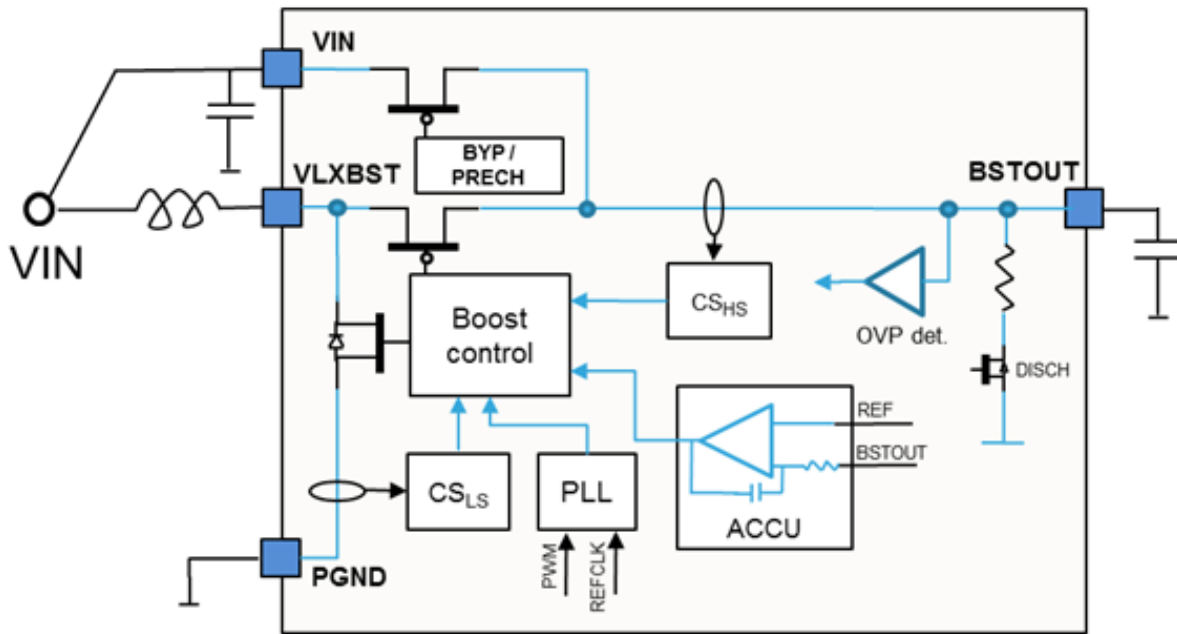 VIN
BYP /
PRECH
VLXBST
BSTOUT
VIN
CSHS
OVP det.
Boost
control
DISCH
REF
BSTOUT
CSLS
PLL
ACCU
PGND
PWM
REFCLK